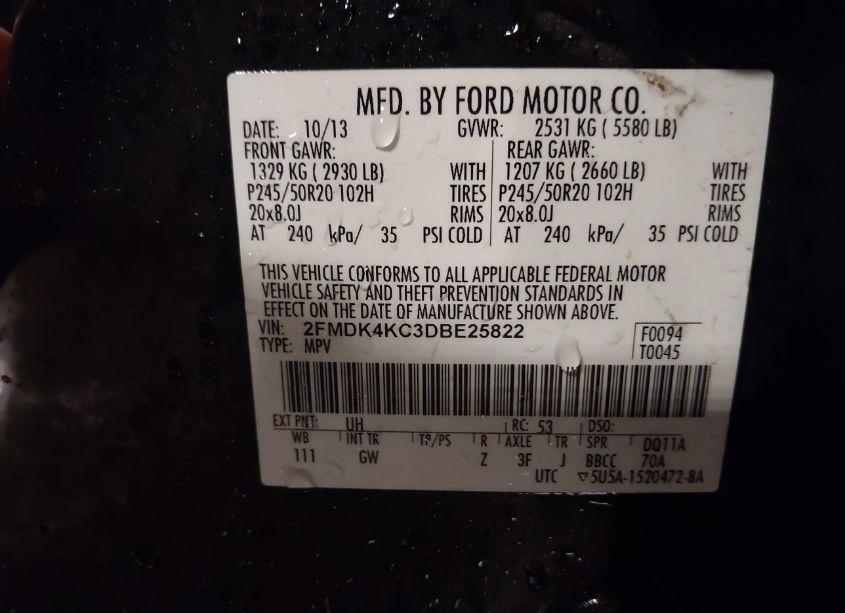 MFD. BY FORD MOTOR CO.
DATE: 10/13 GVWR: 2531 KG ( 5580 LB)
FRONT GAWR: REAR GAWR:
1329 KG ( 2930 LB) WITH 1207 KG ( 2660 LB) WITH
P245/50R20 102H TIRES P245/50R20 102H TIRES
20x8.0J RIMS 20x8.0J RIMS
AT 240 kPa/ 35 PSI COLD AT 240 kPa/ 35 PSI COLD
THIS VEHICLE CONFORMS TO ALL APPLICABLE FEDERAL MOTOR
VEHICLE SAFETY AND THEFT PREVENTION STANDARDS IN
EFFECT ON THE DATE OF MANUFACTURE SHOWN ABOVE.
VIN: 2FMDK4KC3DBE25822 F0094
TYPE: MPV T0045
EXT PNT: UH RC: 53 DSO:
WB INT TR TP/PS R AXLE TR SPR DQ11A
111 GW Z 3F J BBCC 70A
UTC ▽5U5A-1520472-BA